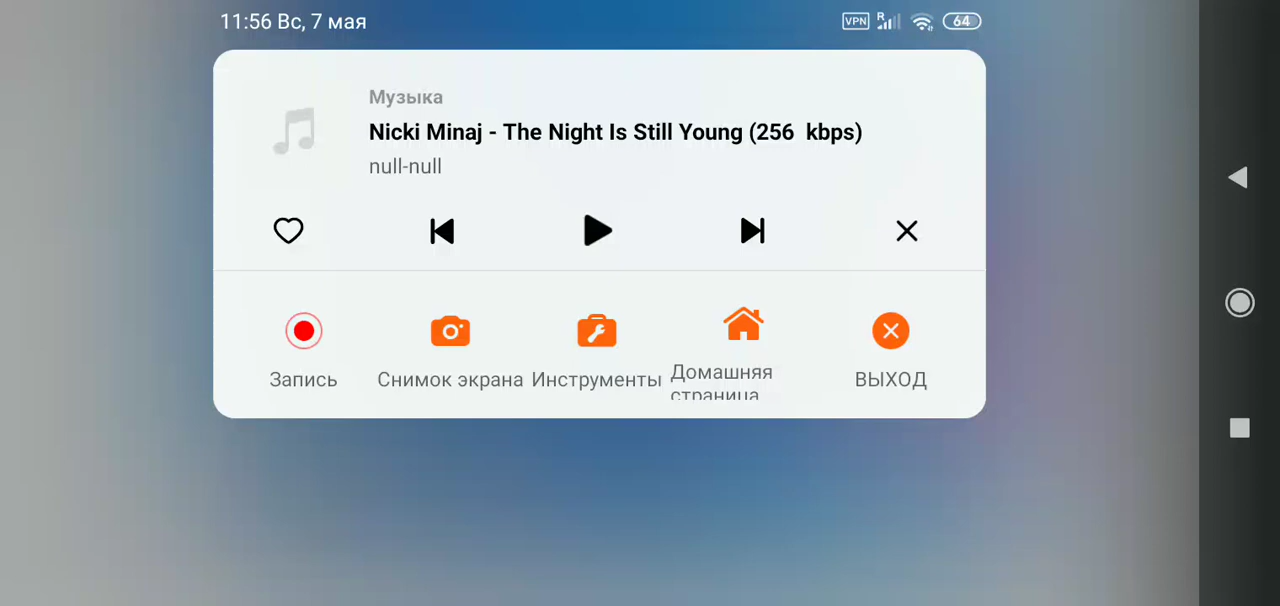 11:56 Вс, 7 мая VPN R 64
Музыка
Nicki Minaj - The Night Is Still Young (256 kbps)
null-null
Запись
Снимок экрана
Инструменты
Домашняя
страница
ВЫХОД